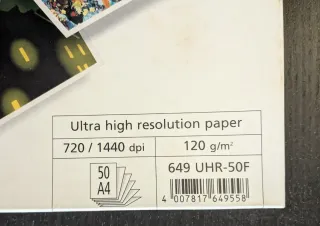 Ultra high resolution paper
720 / 1440 dpi
120 g/m²
50
A4
649 UHR-50F
4 007817 649558